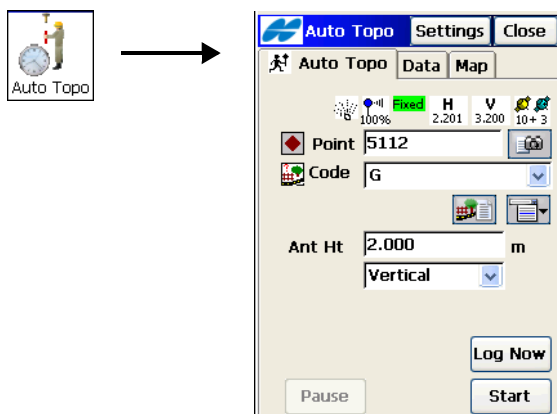 Auto Topo
Auto Topo Settings Close
Auto Topo Data Map
100% Fixed H 2.201 V 3.200 10+3
Point 5112
Code G
Ant Ht 2.000 m
Vertical
Log Now
Pause Start